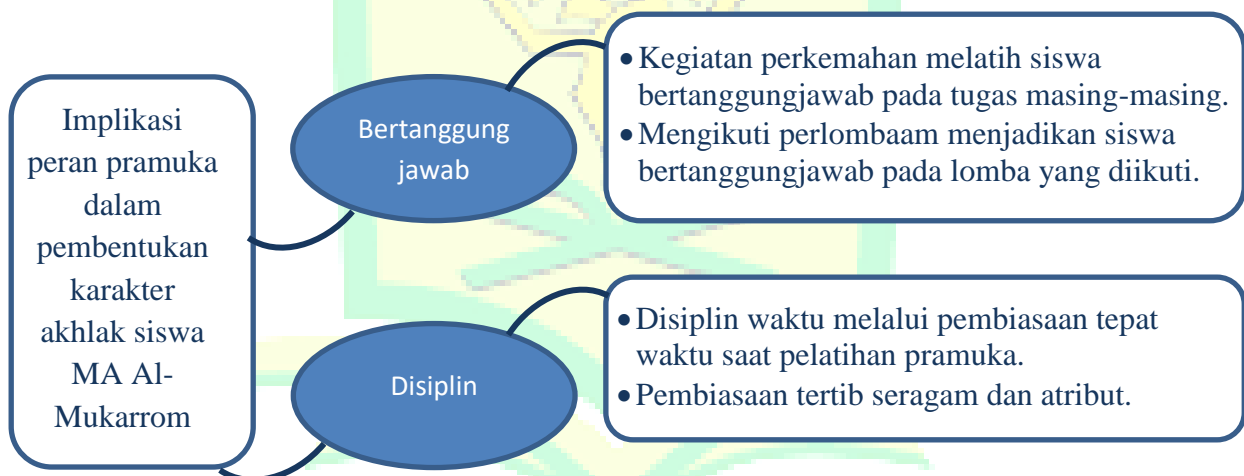 Implikasi
peran pramuka
dalam
pembentukan
karakter
akhlak siswa
MA Al-
Mukarrom
Bertanggung
jawab
• Kegiatan perkemahan melatih siswa
bertanggungjawab pada tugas masing-masing.
• Mengikuti perlombaam menjadikan siswa
bertanggungjawab pada lomba yang diikuti.
Disiplin
• Disiplin waktu melalui pembiasaan tepat
waktu saat pelatihan pramuka.
• Pembiasaan tertib seragam dan atribut.